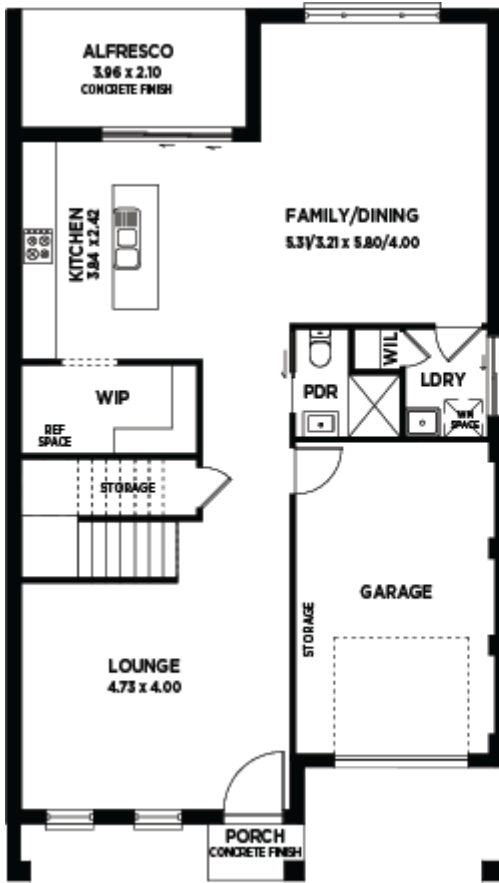 ALFRESCO
3.96 x 2.10
CONCRETE FINISH
KITCHEN
3.84 x 2.42
FAMILY/DINING
5.31/3.21 x 5.80/4.00
WIL
PDR
LDRY
WM
SPACE
WIP
REF
SPACE
STORAGE
GARAGE
STORAGE
LOUNGE
4.73 x 4.00
PORCH
CONCRETE FINISH